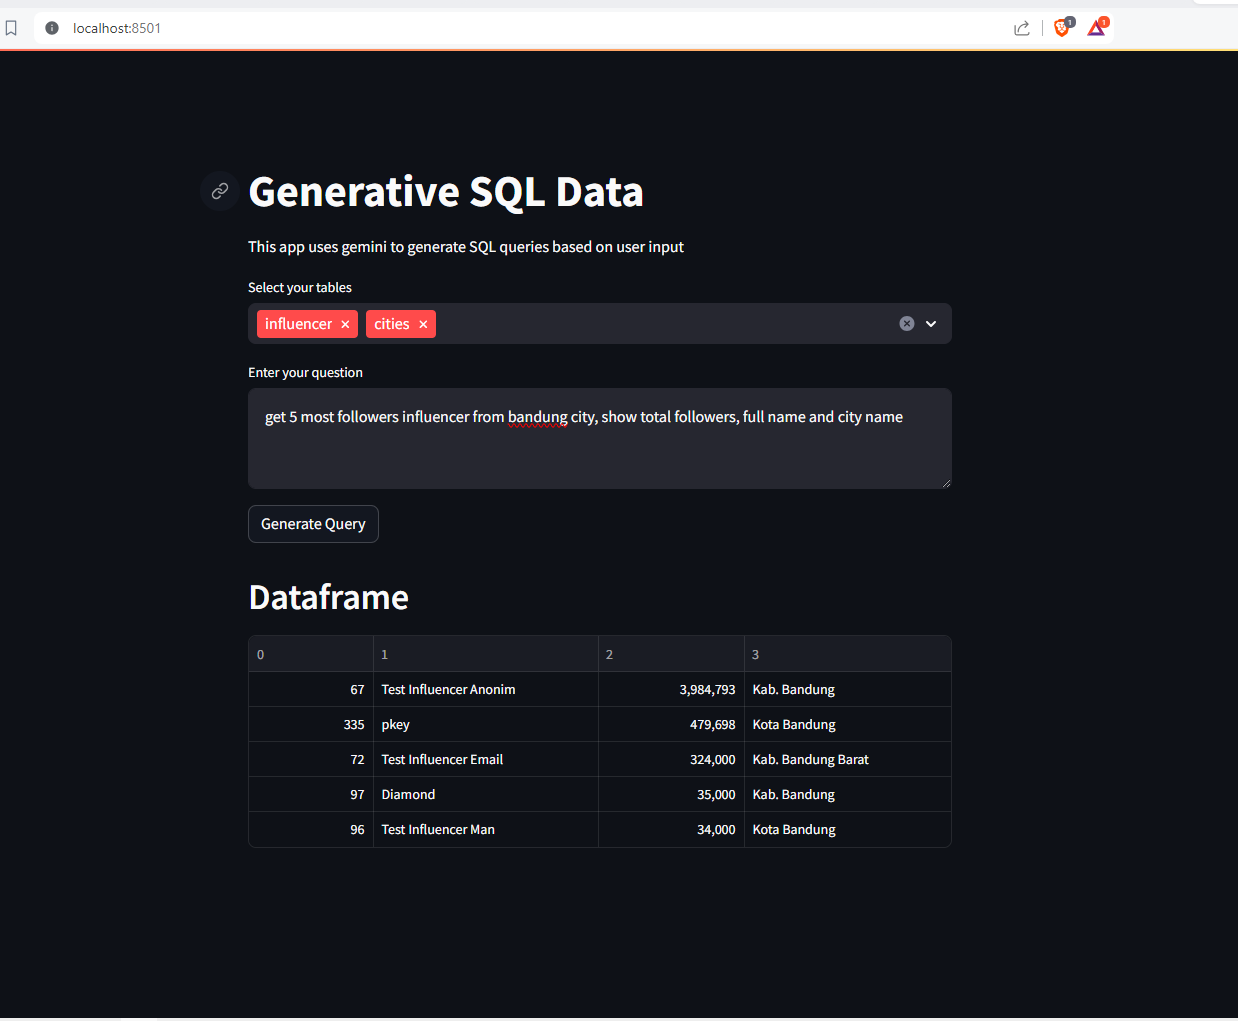 localhost:8501
1
1
Generative SQL Data
This app uses gemini to generate SQL queries based on user input
Select your tables
influencer × cities ×
Enter your question
get 5 most followers influencer from bandung city, show total followers, full name and city name
Generate Query
Dataframe
0 1 2 3
67 Test Influencer Anonim 3,984,793 Kab. Bandung
335 pkey 479,698 Kota Bandung
72 Test Influencer Email 324,000 Kab. Bandung Barat
97 Diamond 35,000 Kab. Bandung
96 Test Influencer Man 34,000 Kota Bandung